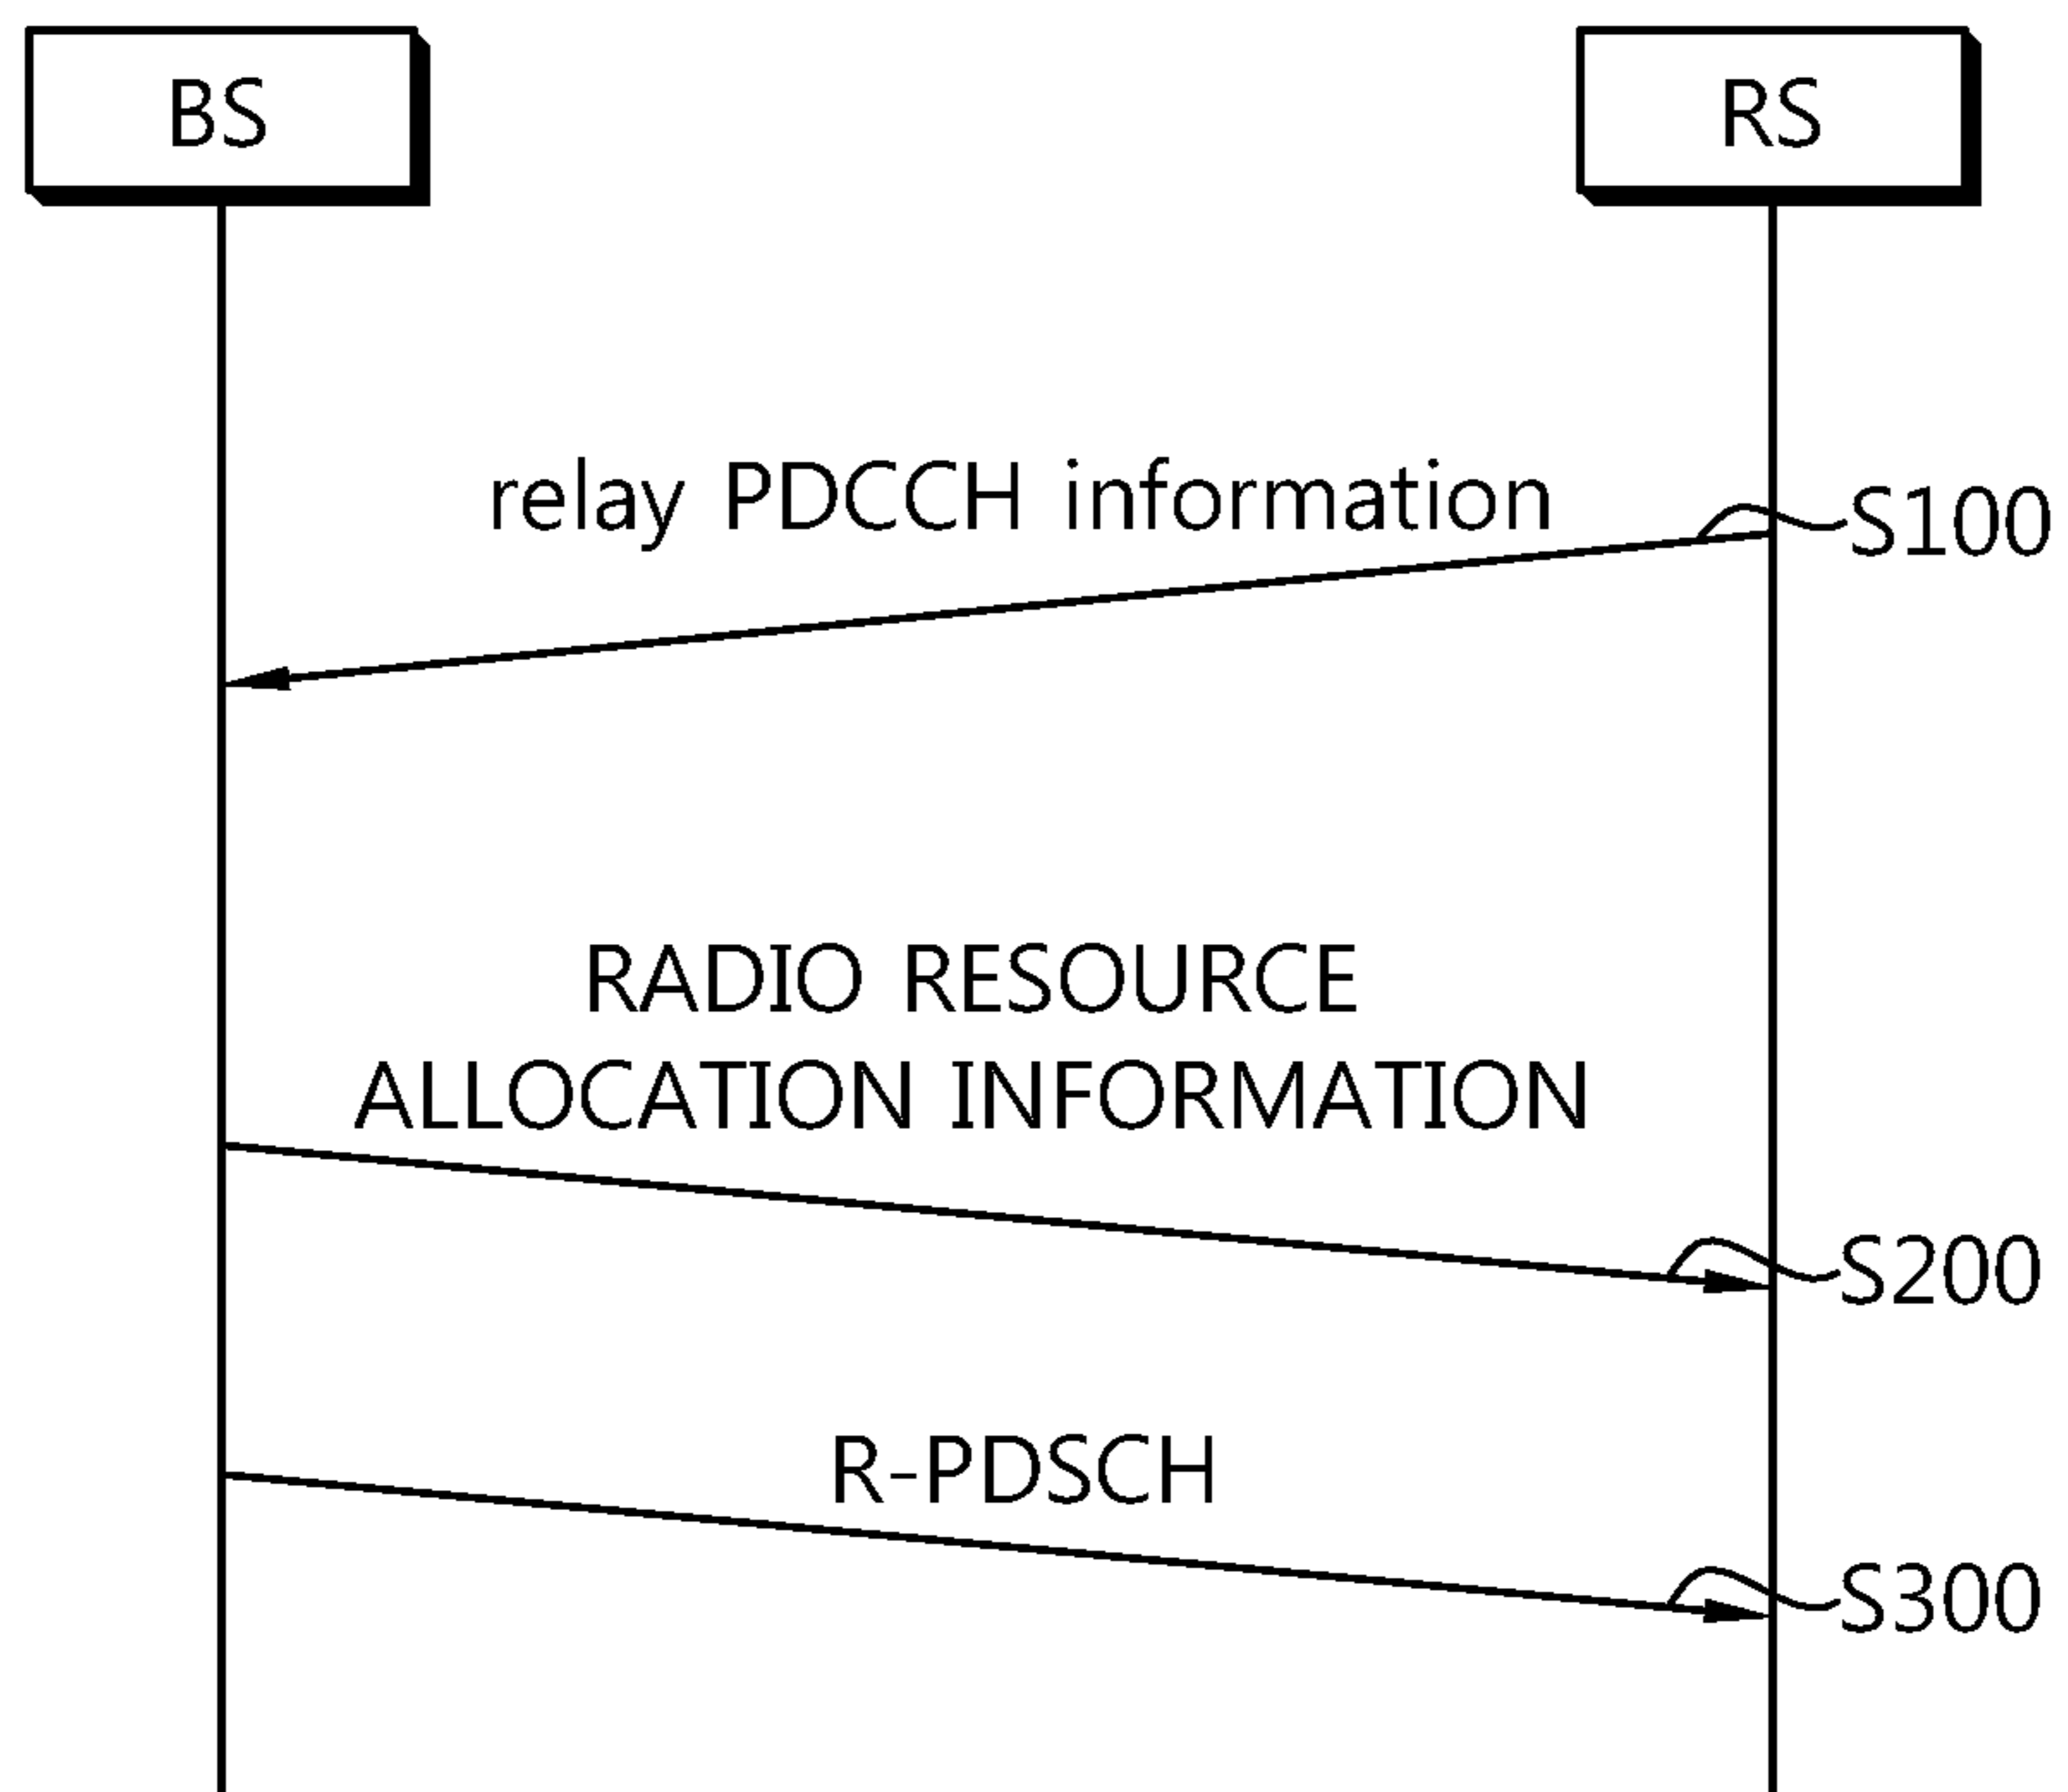 BS
RS
relay PDCCH information
S100
RADIO RESOURCE
ALLOCATION INFORMATION
S200
R-PDSCH
S300